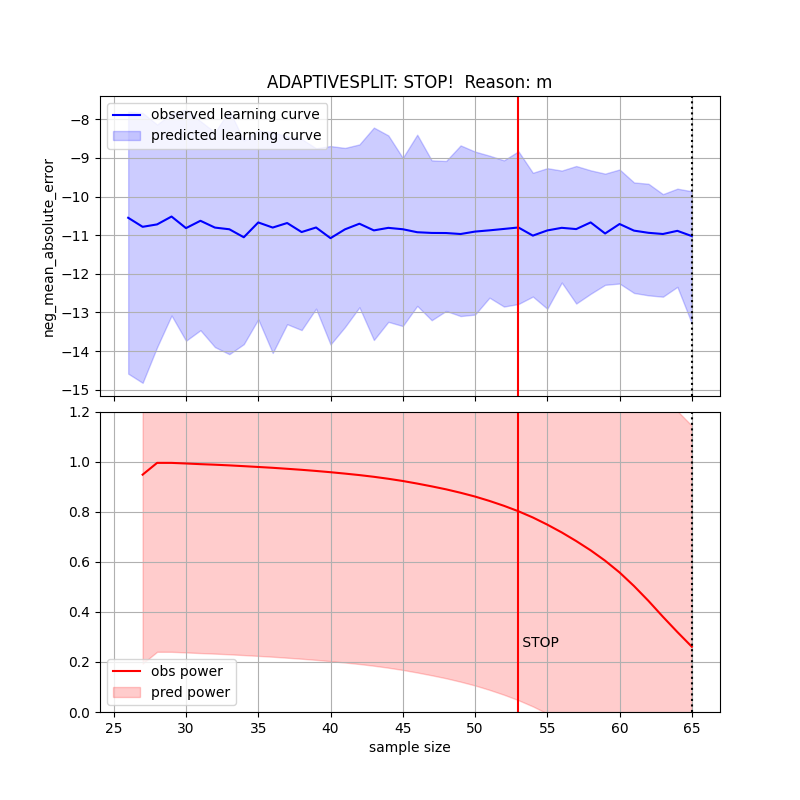 ADAPTIVESPLIT: STOP!  Reason: m
observed learning curve
predicted learning curve
−8
−9
−10
−11
−12
−13
−14
−15
neg_mean_absolute_error
1.2
1.0
0.8
0.6
0.4
0.2
0.0
STOP
obs power
pred power
25 30 35 40 45 50 55 60 65
sample size